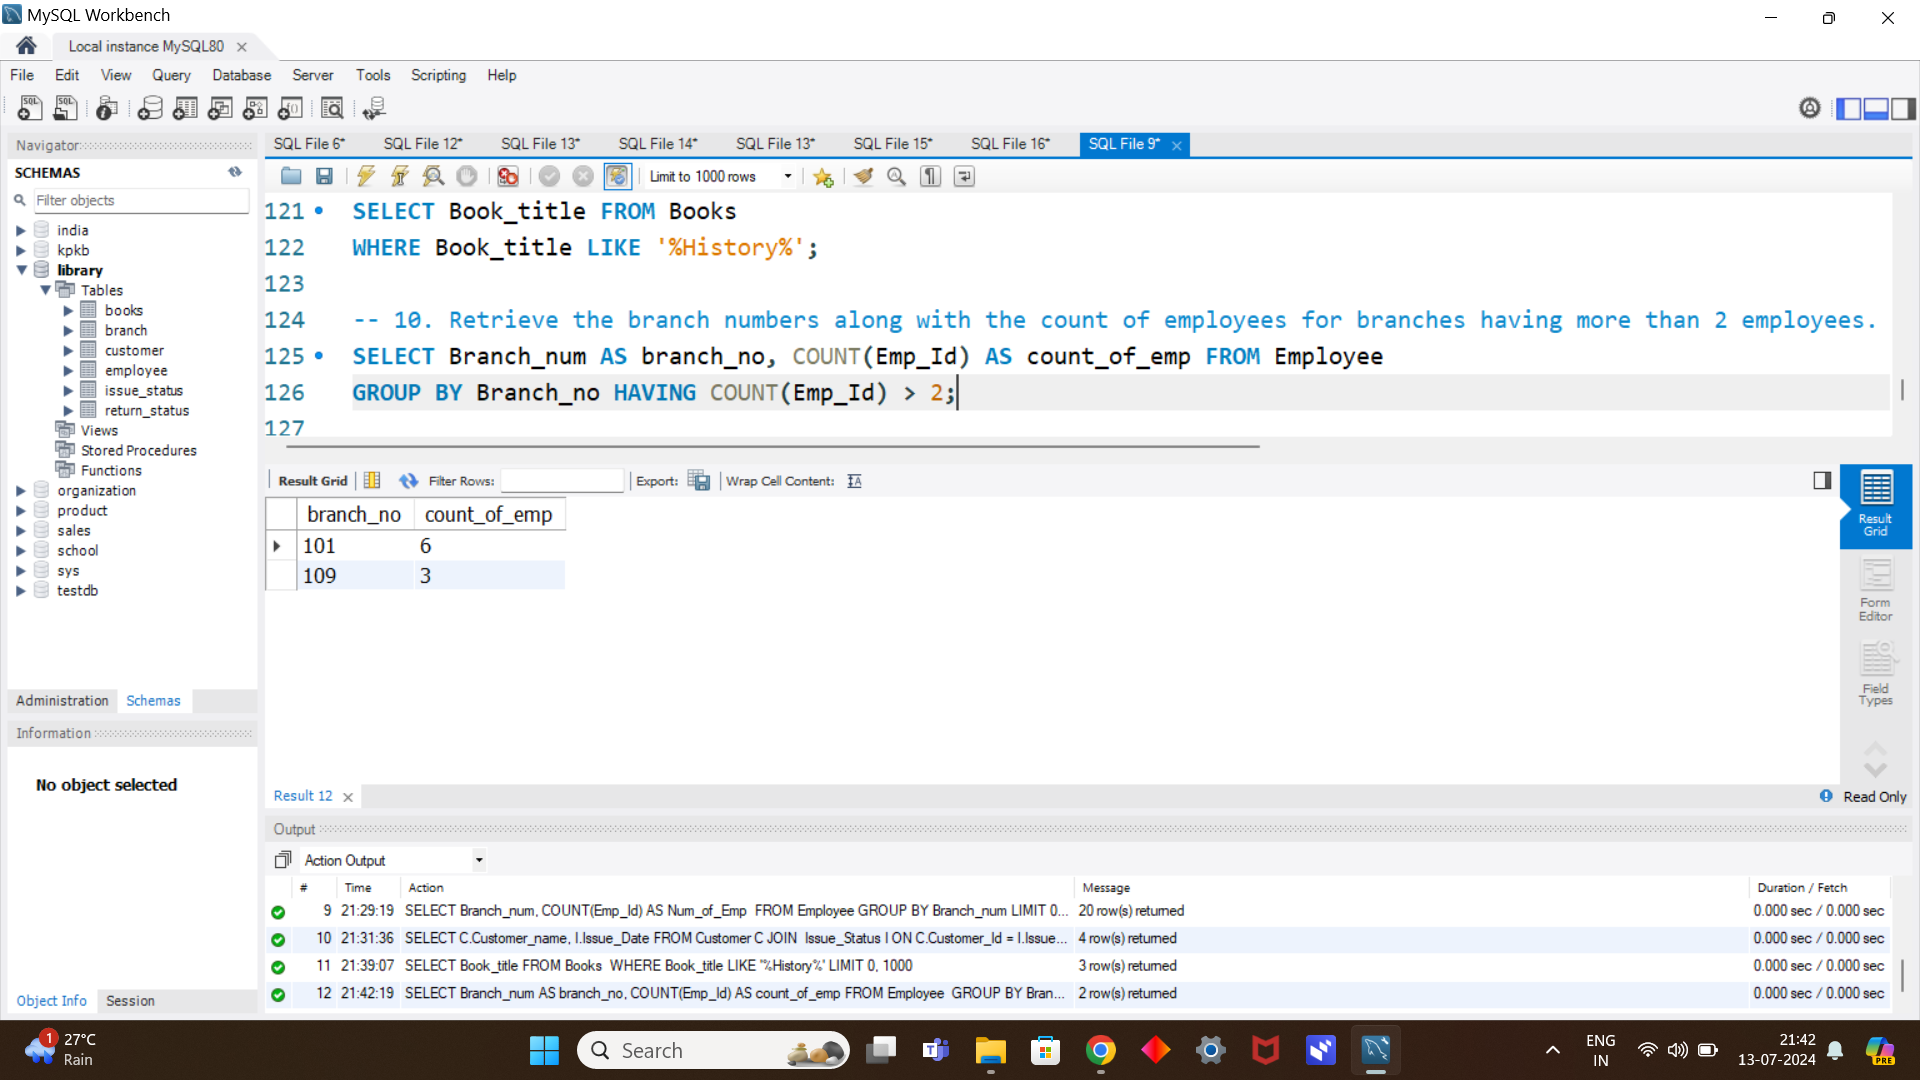 MySQL Workbench
Local instance MySQL80
File Edit View Query Database Server Tools Scripting Help
Navigator
SCHEMAS
Filter objects
india
kpkb
library
Tables
books
branch
customer
employee
issue_status
return_status
Views
Stored Procedures
Functions
organization
product
sales
school
sys
testdb
Administration Schemas
Information
No object selected
Object Info Session
SQL File 6* SQL File 12* SQL File 13* SQL File 14* SQL File 13* SQL File 15* SQL File 16* SQL File 9*
Limit to 1000 rows
121 SELECT Book_title FROM Books
122 WHERE Book_title LIKE '%History%';
123
124 -- 10. Retrieve the branch numbers along with the count of employees for branches having more than 2 employees.
125 SELECT Branch_num AS branch_no, COUNT(Emp_Id) AS count_of_emp FROM Employee
126 GROUP BY Branch_no HAVING COUNT(Emp_Id) > 2;
127
Result Grid Filter Rows: Export: Wrap Cell Content:
branch_no count_of_emp
101 6
109 3
Result Grid
Form Editor
Field Types
Result 12
Read Only
Output
Action Output
# Time Action Message Duration / Fetch
9 21:29:19 SELECT Branch_num, COUNT(Emp_Id) AS Num_of_Emp FROM Employee GROUP BY Branch_num LIMIT 0... 20 row(s) returned 0.000 sec / 0.000 sec
10 21:31:36 SELECT C.Customer_name, I.Issue_Date FROM Customer C JOIN Issue_Status I ON C.Customer_Id = I.Issue... 4 row(s) returned 0.000 sec / 0.000 sec
11 21:39:07 SELECT Book_title FROM Books WHERE Book_title LIKE '%History%' LIMIT 0, 1000 3 row(s) returned 0.000 sec / 0.000 sec
12 21:42:19 SELECT Branch_num AS branch_no, COUNT(Emp_Id) AS count_of_emp FROM Employee GROUP BY Bran... 2 row(s) returned 0.000 sec / 0.000 sec
1
27°C
Rain
Search
ENG
IN
21:42
13-07-2024
PRE